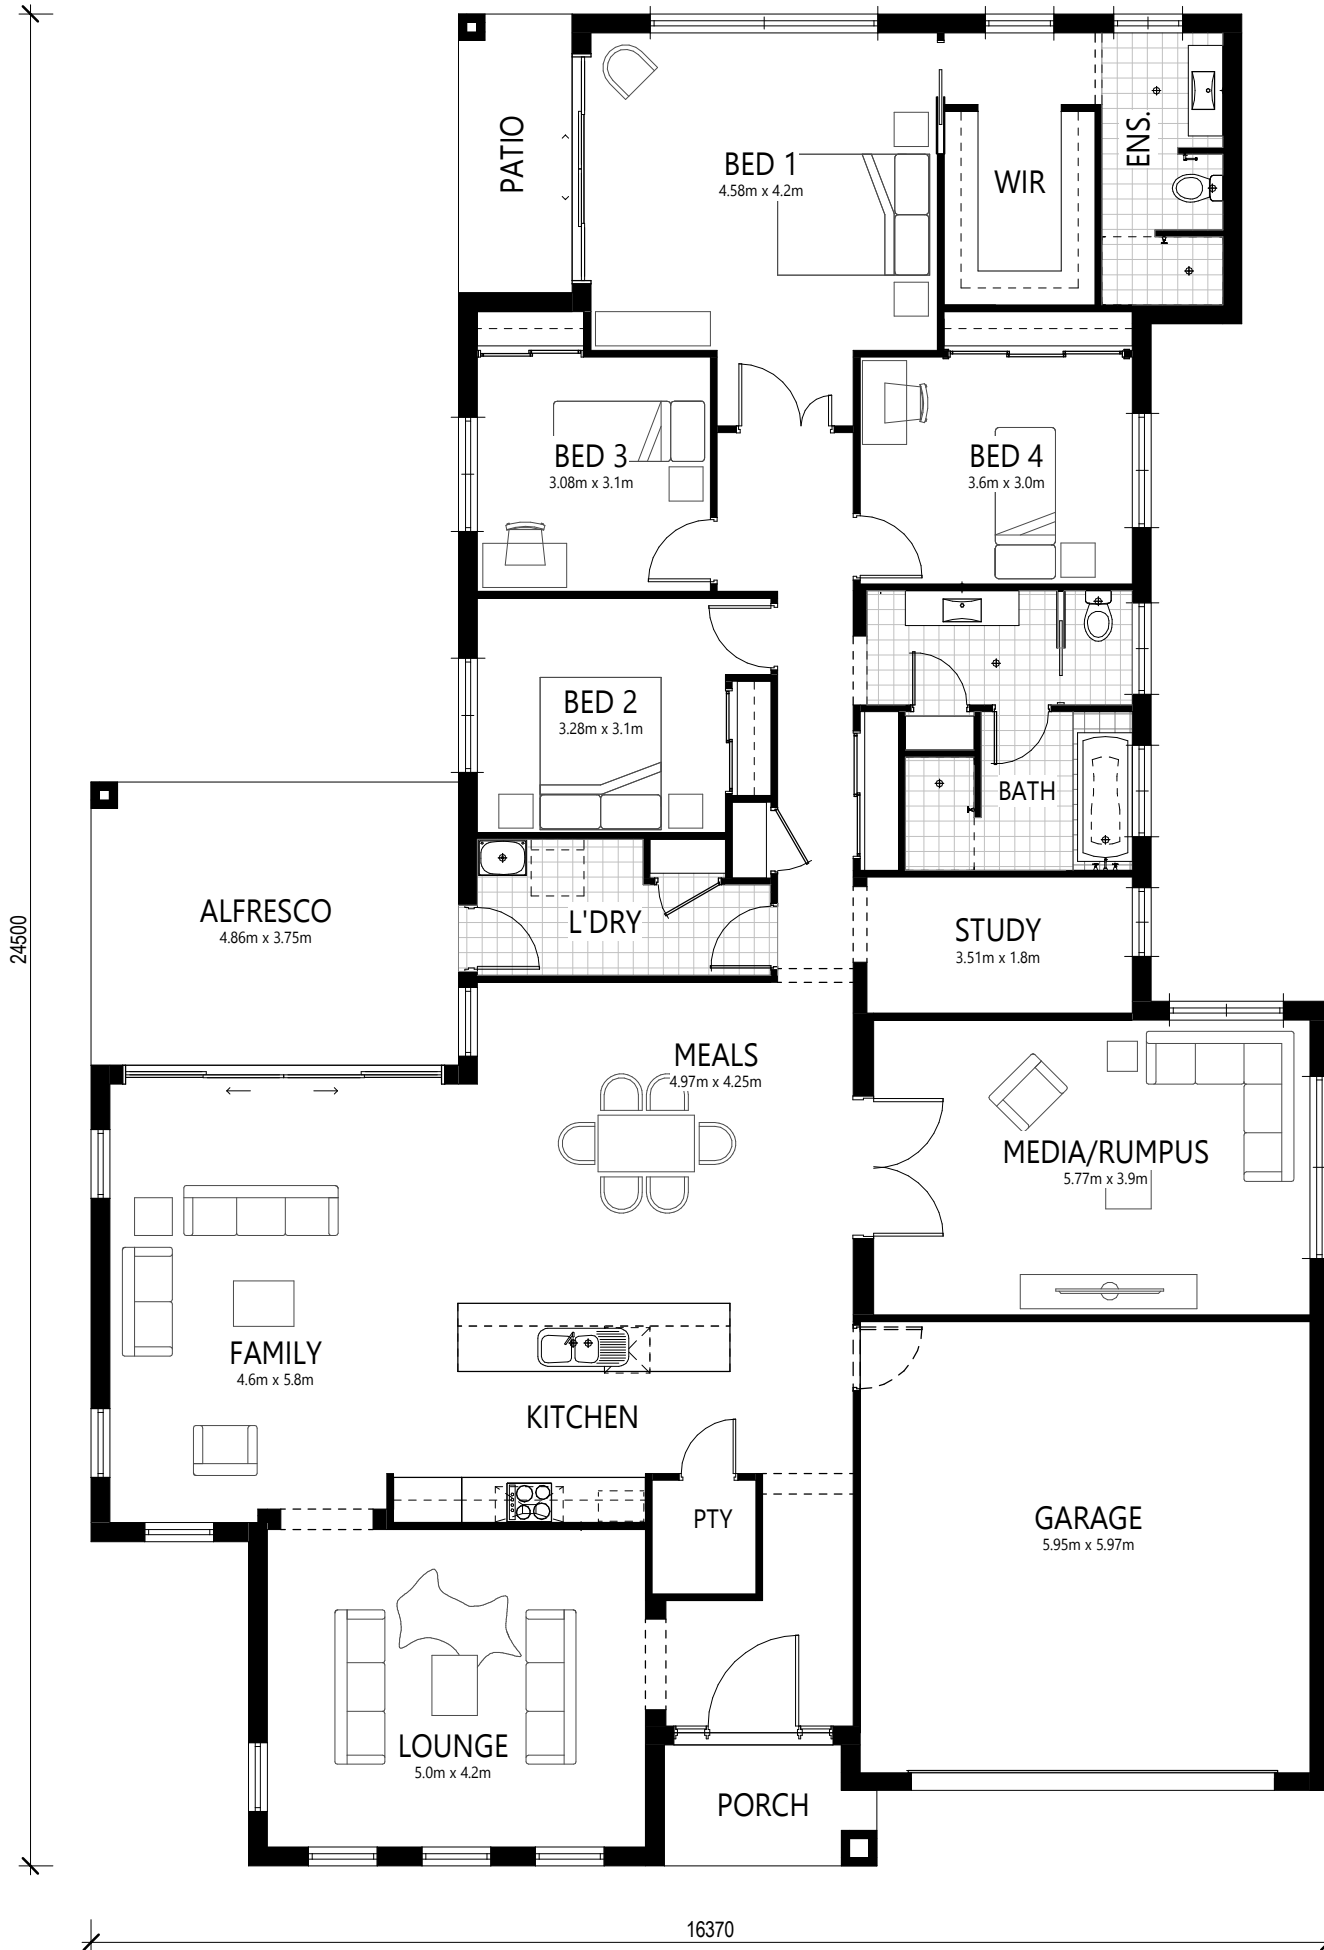 PATIO
BED 1
4.58m x 4.2m
WIR
ENS.
BED 3
3.08m x 3.1m
BED 4
3.6m x 3.0m
BED 2
3.28m x 3.1m
BATH
ALFRESCO
4.86m x 3.75m
L'DRY
STUDY
3.51m x 1.8m
24500
MEALS
4.97m x 4.25m
MEDIA/RUMPUS
5.77m x 3.9m
FAMILY
4.6m x 5.8m
KITCHEN
PTY
GARAGE
5.95m x 5.97m
LOUNGE
5.0m x 4.2m
PORCH
16370